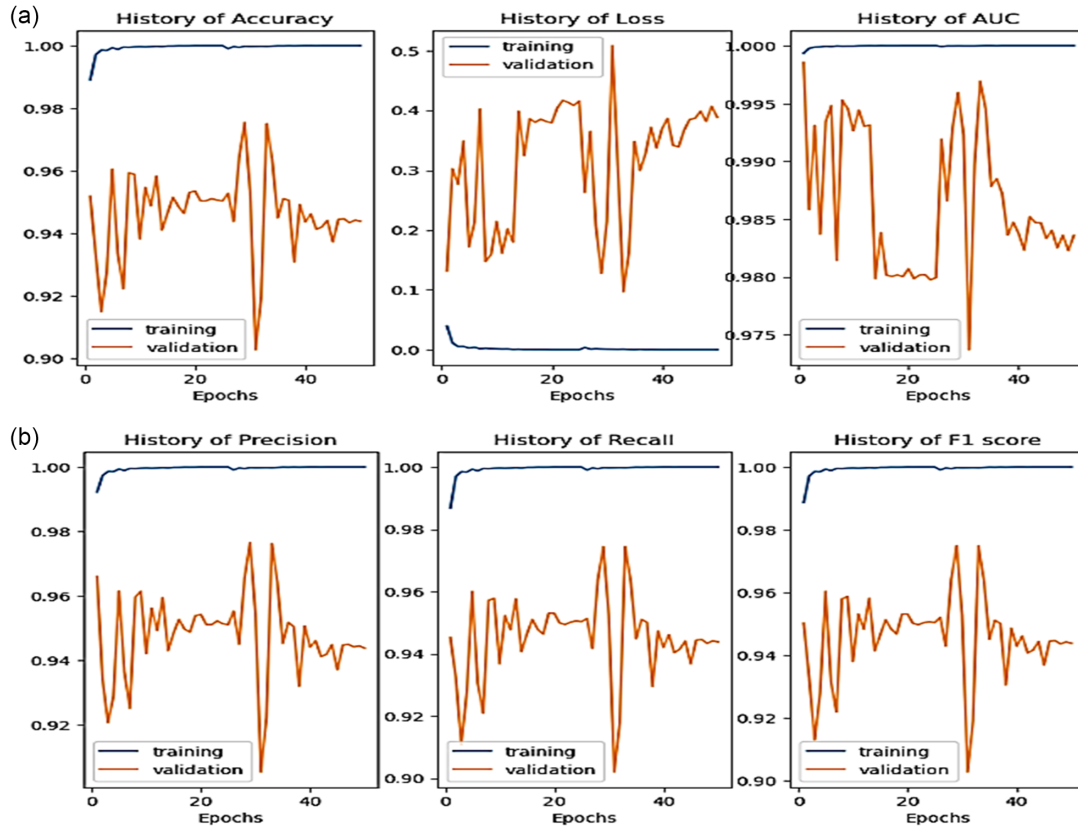 (a)
History of Accuracy
1.00
0.98
0.96
0.94
0.92
0.90
training
validation
0 20 40
Epochs
History of Loss
0.5
0.4
0.3
0.2
0.1
0.0
training
validation
0 20 40
Epochs
History of AUC
1.000
0.995
0.990
0.985
0.980
0.975
training
validation
0 20 40
Epochs
(b)
History of Precision
1.00
0.98
0.96
0.94
0.92
training
validation
0 20 40
Epochs
History of Recall
1.00
0.98
0.96
0.94
0.92
0.90
training
validation
0 20 40
Epochs
History of F1 score
1.00
0.98
0.96
0.94
0.92
0.90
training
validation
0 20 40
Epochs